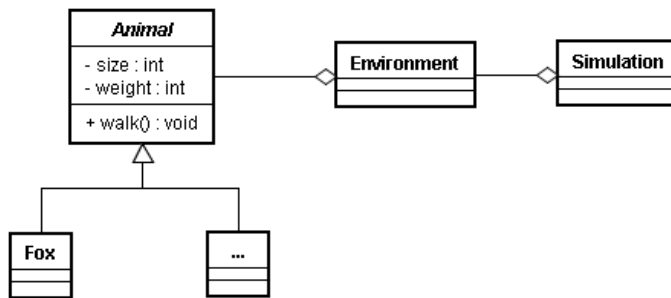 Animal
- size : int
- weight : int
+ walk() : void
Environment
Simulation
Fox
...